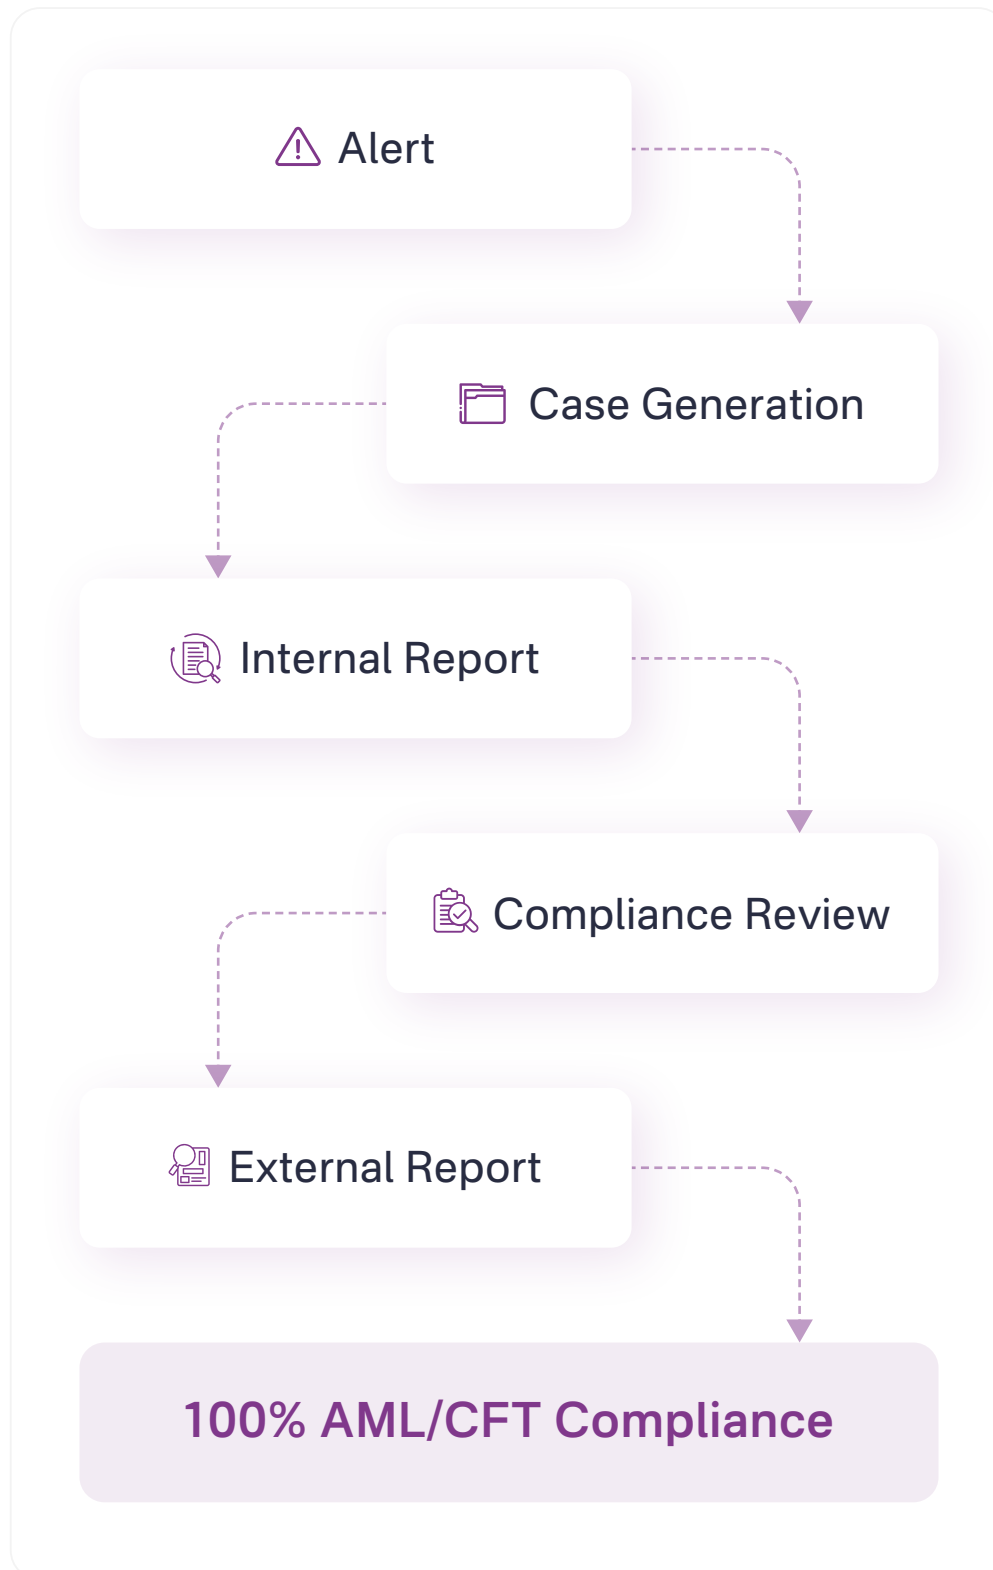 Alert
Case Generation
Internal Report
Compliance Review
External Report
100% AML/CFT Compliance